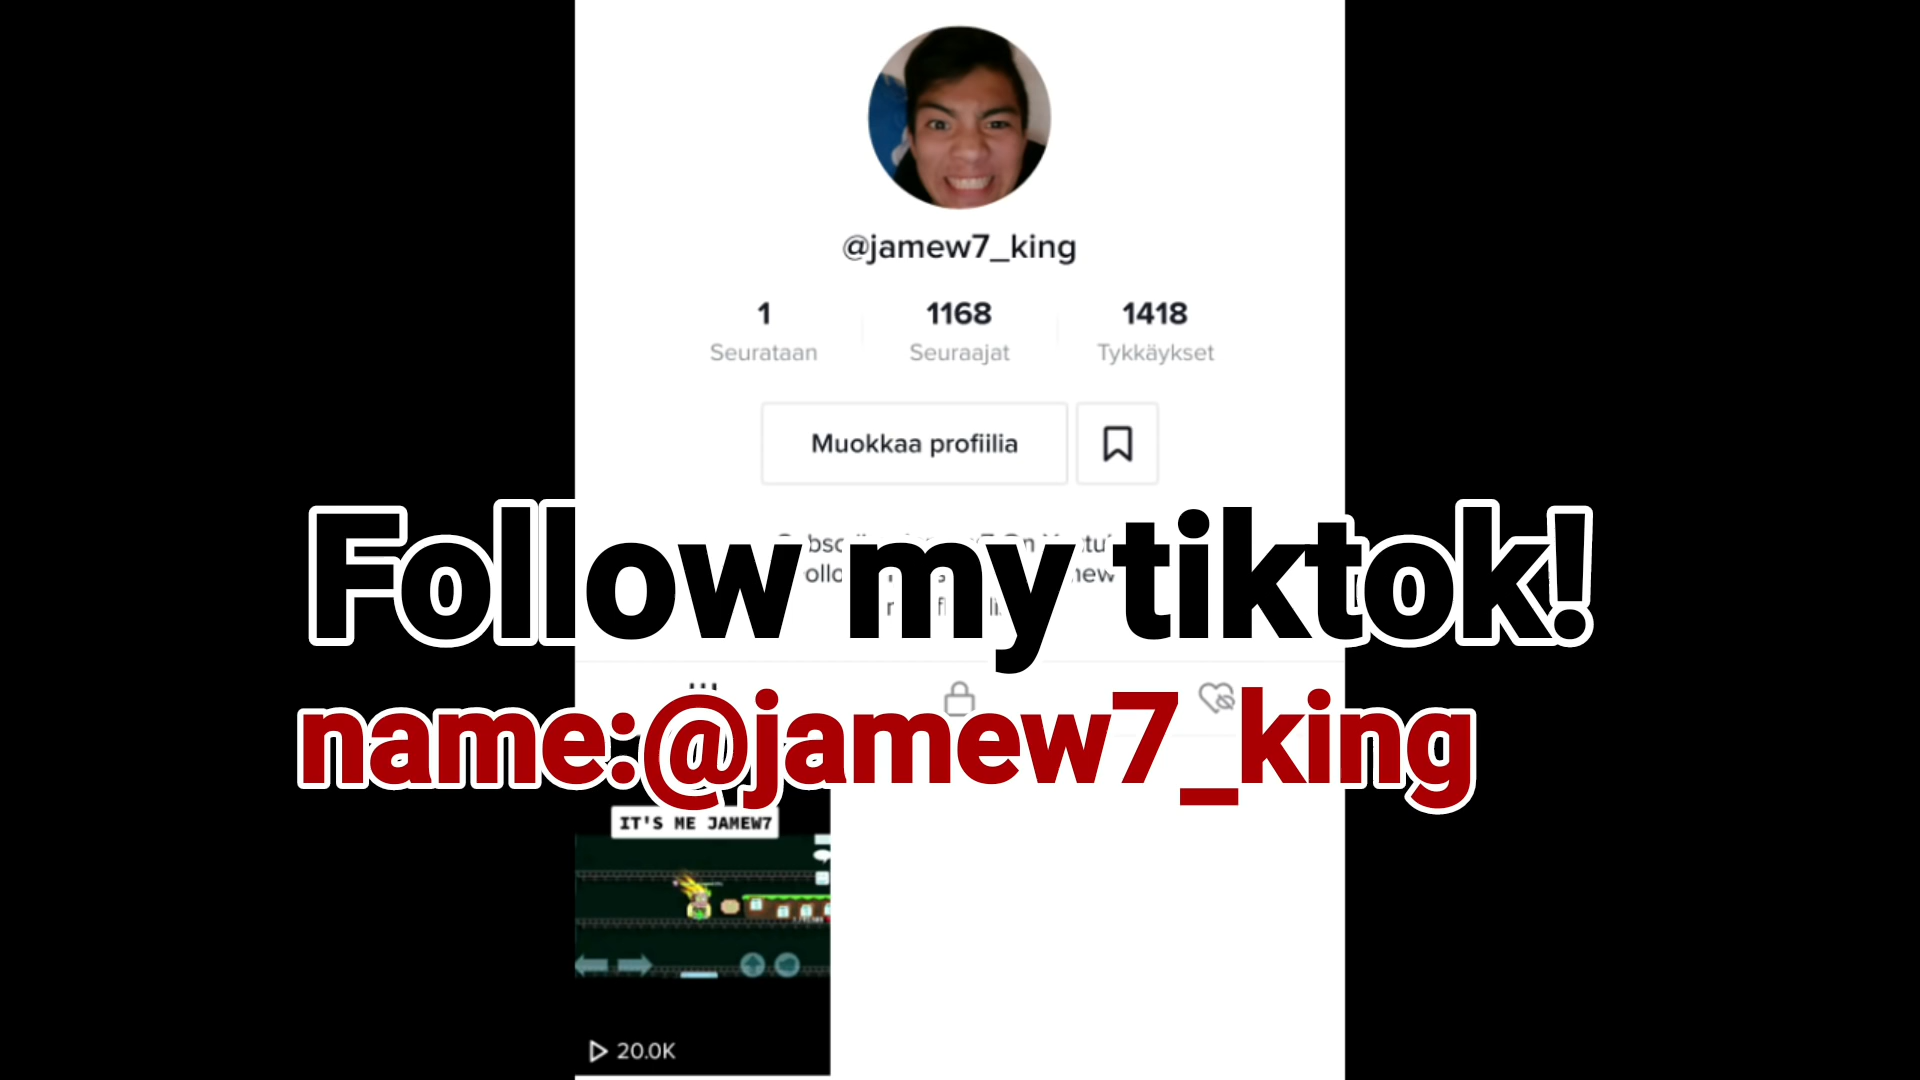 @jamew7_king
1 1168 1418
Seurataan Seuraajat Tykkäykset
Muokkaa profiilia
Follow my tiktok!
name:@jamew7_king
IT'S ME JAMEW7
20.0K